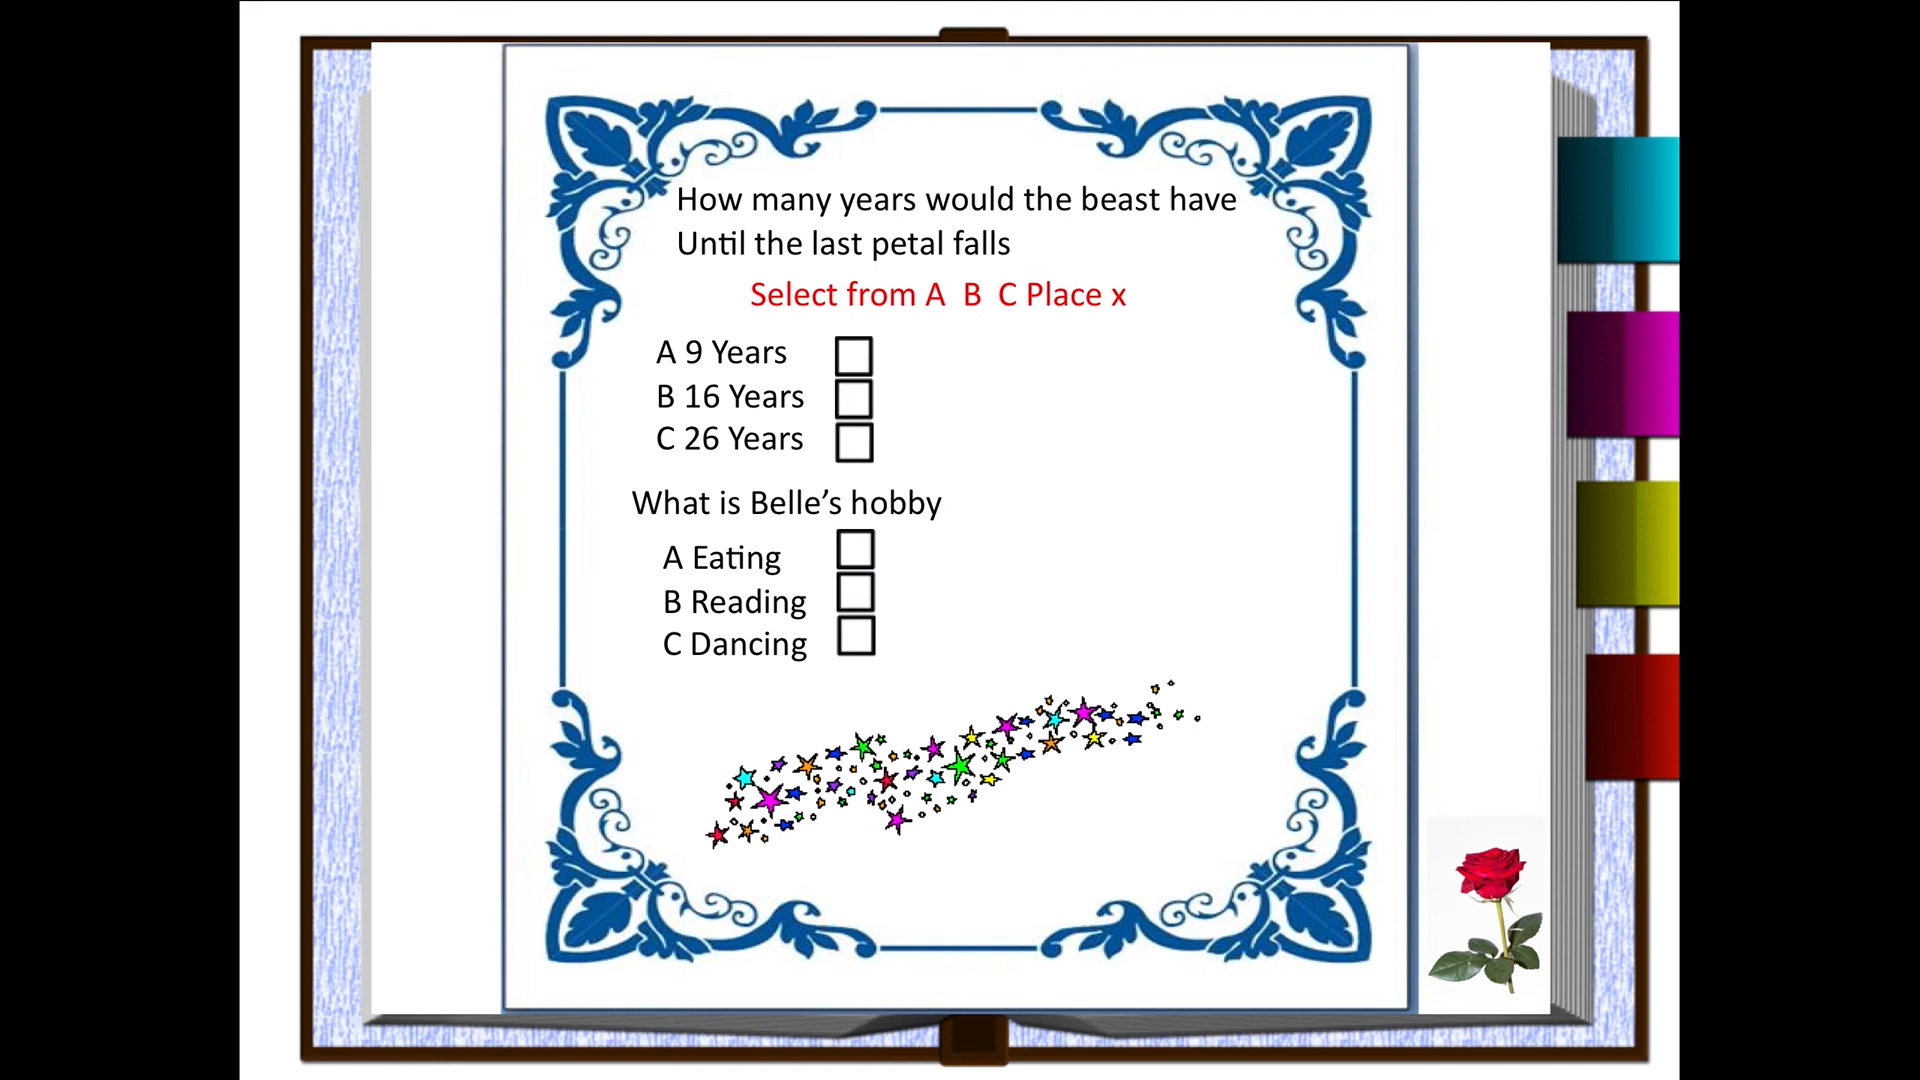 How many years would the beast have
Until the last petal falls
Select from A B C Place x
A 9 Years
B 16 Years
C 26 Years
What is Belle’s hobby
A Eating
B Reading
C Dancing